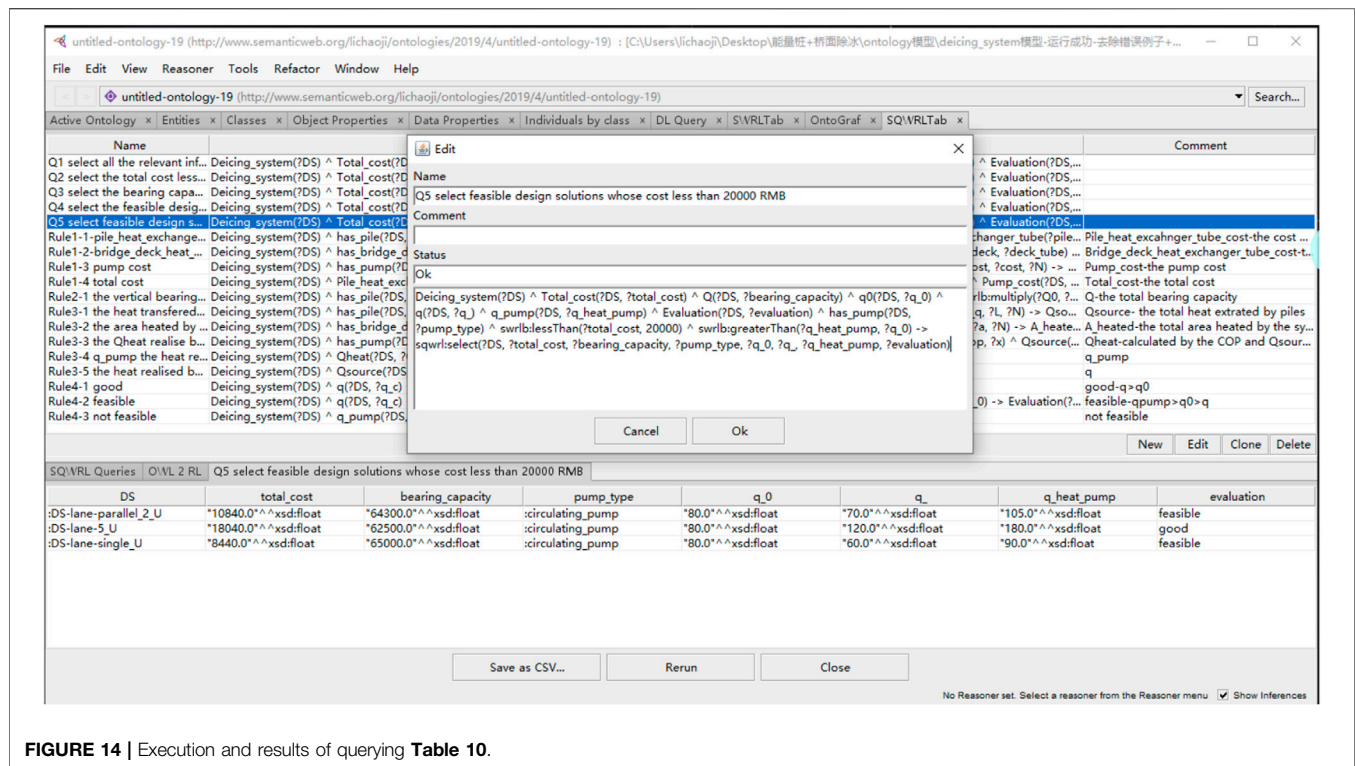 untitled-ontology-19 (http://www.semanticweb.org/lichaoji/ontologies/2019/4/untitled-ontology-19) : [C:\Users\lichaoji\Desktop\能量桩+桥面除冰\ontology模型\deicing_system模型-运行成功-去除错误例子+...
File Edit View Reasoner Tools Refactor Window Help
untitled-ontology-19 (http://www.semanticweb.org/lichaoji/ontologies/2019/4/untitled-ontology-19) Search...
Active Ontology × Entities × Classes × Object Properties × Data Properties × Individuals by class × DL Query × SWRLTab × OntoGraf × SQWRLTab ×
Name Comment
Q1 select all the relevant inf... Deicing_system(?DS) ^ Total_cost(?D ^ Evaluation(?DS,...
Q2 select the total cost less... Deicing_system(?DS) ^ Total_cost(?D ^ Evaluation(?DS,...
Q3 select the bearing capa... Deicing_system(?DS) ^ Total_cost(?D ^ Evaluation(?DS,...
Q4 select the feasible desig... Deicing_system(?DS) ^ Total_cost(?D ^ Evaluation(?DS,...
Q5 select feasible design s... Deicing_system(?DS) ^ Total_cost(?D ^ Evaluation(?DS,...
Rule1-1-pile_heat_exchange... Deicing_system(?DS) ^ has_pile(?DS, changer_tube(?pile... Pile_heat_excahnger_tube_cost-the cost ...
Rule1-2-bridge_deck_heat_... Deicing_system(?DS) ^ has_bridge_d deck, ?deck_tube) ... Bridge_deck_heat_exchanger_tube_cost-t...
Rule1-3 pump cost Deicing_system(?DS) ^ has_pump(?D ost, ?cost, ?N) -> ... Pump_cost-the pump cost
Rule1-4 total cost Deicing_system(?DS) ^ Pile_heat_exc ^ Pump_cost(?DS, ... Total_cost-the total cost
Rule2-1 the vertical bearing... Deicing_system(?DS) ^ has_pile(?DS, rlb:multiply(?Q0, ?... Q-the total bearing capacity
Rule3-1 the heat transfered... Deicing_system(?DS) ^ has_pile(?DS, _q, ?L, ?N) -> Qso... Qsource- the total heat extrated by piles
Rule3-2 the area heated by ... Deicing_system(?DS) ^ has_bridge_d ?a, ?N) -> A_heate... A_heated-the total area heated by the sy...
Rule3-3 the Qheat realise b... Deicing_system(?DS) ^ has_pump(?D op, ?x) ^ Qsource(... Qheat-calculated by the COP and Qsour...
Rule3-4 q_pump the heat re... Deicing_system(?DS) ^ Qheat(?DS, ? q_pump
Rule3-5 the heat realised b... Deicing_system(?DS) ^ Qsource(?DS q
Rule4-1 good Deicing_system(?DS) ^ q(?DS, ?q_c) good-q>q0
Rule4-2 feasible Deicing_system(?DS) ^ q(?DS, ?q_c) _0) -> Evaluation(?... feasible-qpump>q0>q
Rule4-3 not feasible Deicing_system(?DS) ^ q_pump(?DS, not feasible
Edit
Name
Q5 select feasible design solutions whose cost less than 20000 RMB
Comment
Status
Ok
Deicing_system(?DS) ^ Total_cost(?DS, ?total_cost) ^ Q(?DS, ?bearing_capacity) ^ q0(?DS, ?q_0) ^
q(?DS, ?q_) ^ q_pump(?DS, ?q_heat_pump) ^ Evaluation(?DS, ?evaluation) ^ has_pump(?DS,
?pump_type) ^ swrlb:lessThan(?total_cost, 20000) ^ swrlb:greaterThan(?q_heat_pump, ?q_0) ->
sqwrl:select(?DS, ?total_cost, ?bearing_capacity, ?pump_type, ?q_0, ?q_, ?q_heat_pump, ?evaluation)
Cancel Ok
New Edit Clone Delete
SQWRL Queries OWL 2 RL Q5 select feasible design solutions whose cost less than 20000 RMB
DS total_cost bearing_capacity pump_type q_0 q_ q_heat_pump evaluation
:DS-lane-parallel_2_U "10840.0"^^xsd:float "64300.0"^^xsd:float :circulating_pump "80.0"^^xsd:float "70.0"^^xsd:float "105.0"^^xsd:float feasible
:DS-lane-5_U "18040.0"^^xsd:float "62500.0"^^xsd:float :circulating_pump "80.0"^^xsd:float "120.0"^^xsd:float "180.0"^^xsd:float good
:DS-lane-single_U "8440.0"^^xsd:float "65000.0"^^xsd:float :circulating_pump "80.0"^^xsd:float "60.0"^^xsd:float "90.0"^^xsd:float feasible
Save as CSV... Rerun Close
No Reasoner set. Select a reasoner from the Reasoner menu Show Inferences
FIGURE 14 | Execution and results of querying Table 10.